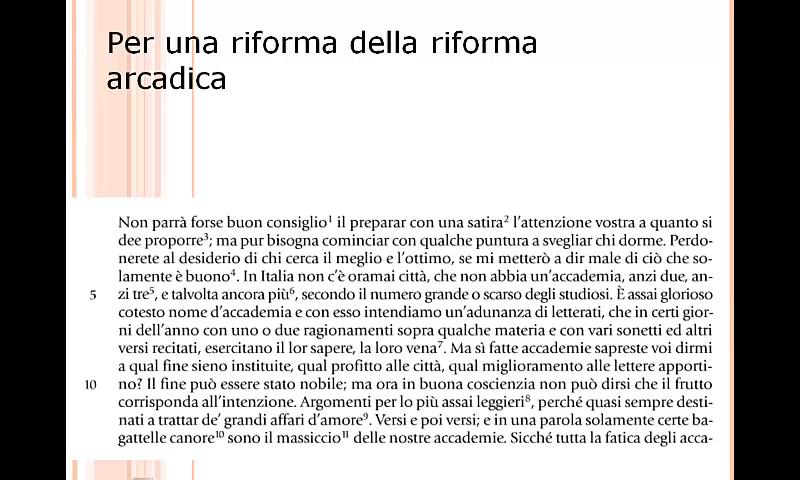 Per una riforma della riforma
arcadica
Non parrà forse buon consiglio¹ il preparar con una satira² l'attenzione vostra a quanto si
dee proporre³; ma pur bisogna cominciar con qualche puntura a svegliar chi dorme. Perdo-
nerete al desiderio di chi cerca il meglio e l'ottimo, se mi metterò a dir male di ciò che so-
lamente è buono⁴. In Italia non c'è oramai città, che non abbia un'accademia, anzi due, an-
5 zi tre⁵, e talvolta ancora più⁶, secondo il numero grande o scarso degli studiosi. È assai glorioso
cotesto nome d'accademia e con esso intendiamo un'adunanza di letterati, che in certi gior-
ni dell'anno con uno o due ragionamenti sopra qualche materia e con vari sonetti ed altri
versi recitati, esercitano il lor sapere, la loro vena⁷. Ma sì fatte accademie sapreste voi dirmi
a qual fine sieno instituite, qual profitto alle città, qual miglioramento alle lettere apporti-
10 no? Il fine può essere stato nobile; ma ora in buona coscienza non può dirsi che il frutto
corrisponda all'intenzione. Argomenti per lo più assai leggieri⁸, perché quasi sempre desti-
nati a trattar de' grandi affari d'amore⁹. Versi e poi versi; e in una parola solamente certe ba-
gattelle canore¹⁰ sono il massiccio¹¹ delle nostre accademie. Sicché tutta la fatica degli acca-